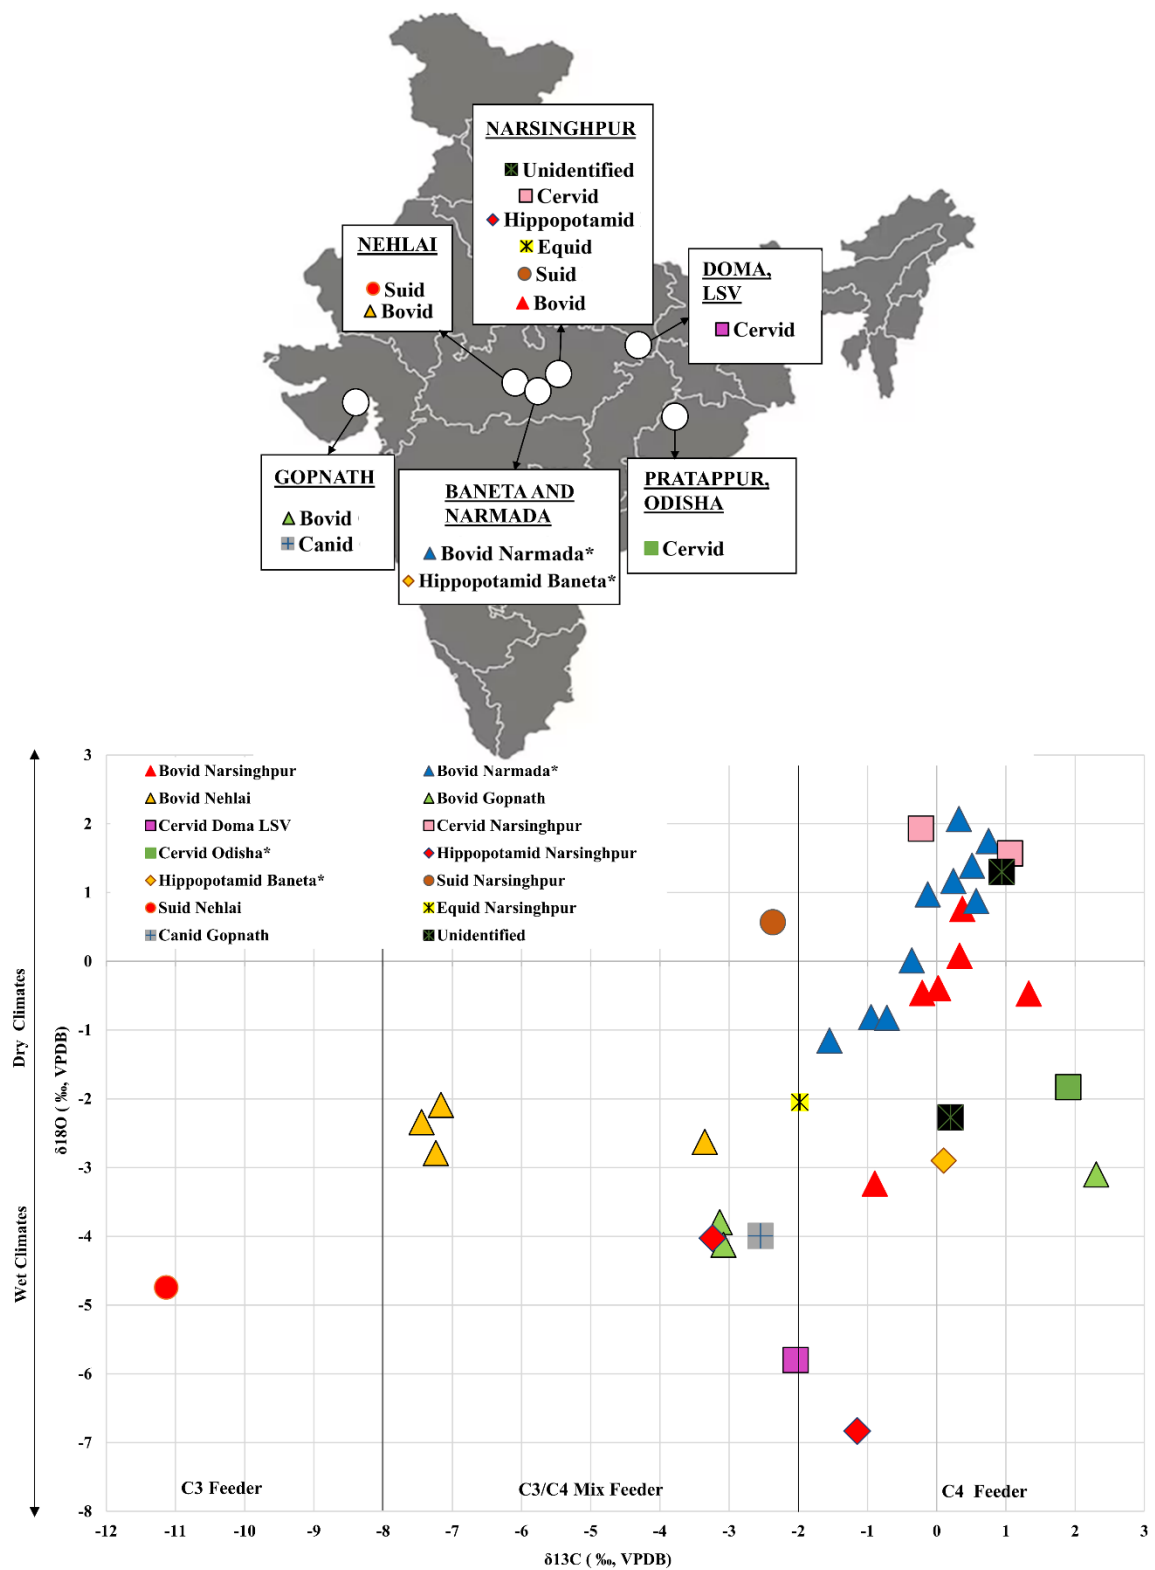 NARSINGHPUR
Unidentified
Cervid
Hippopotamid
Equid
Suid
Bovid
NEHLAI
Suid
Bovid
DOMA,
LSV
Cervid
GOPNATH
Bovid
Canid
BANETA AND
NARMADA
Bovid Narmada*
Hippopotamid Baneta*
PRATAPPUR,
ODISHA
Cervid
Bovid Narsinghpur
Bovid Narmada*
Bovid Nehlai
Bovid Gopnath
Cervid Doma LSV
Cervid Narsinghpur
Cervid Odisha*
Hippopotamid Narsinghpur
Hippopotamid Baneta*
Suid Narsinghpur
Suid Nehlai
Equid Narsinghpur
Canid Gopnath
Unidentified
3
2
1
0
-1
-2
-3
-4
-5
-6
-7
-8
Dry Climates
Wet Climates
δ18O ( ‰, VPDB)
C3 Feeder
C3/C4 Mix Feeder
C4 Feeder
-12 -11 -10 -9 -8 -7 -6 -5 -4 -3 -2 -1 0 1 2 3
δ13C ( ‰, VPDB)